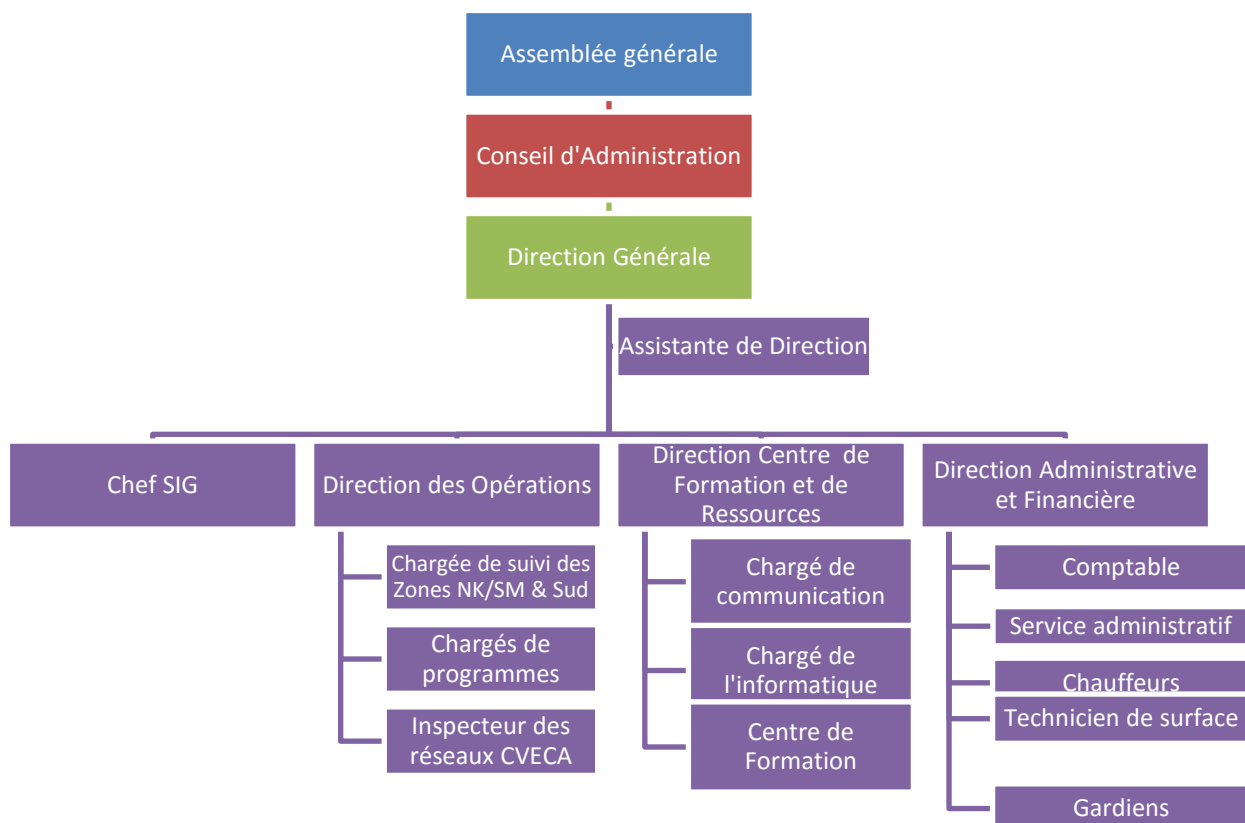 Assemblée générale
Conseil d'Administration
Direction Générale
Assistante de Direction
Chef SIG
Direction des Opérations
Chargée de suivi des
Zones NK/SM & Sud
Chargés de
programmes
Inspecteur des
réseaux CVECA
Direction Centre de
Formation et de
Ressources
Chargé de
communication
Chargé de
l'informatique
Centre de
Formation
Direction Administrative
et Financière
Comptable
Service administratif
Chauffeurs
Technicien de surface
Gardiens